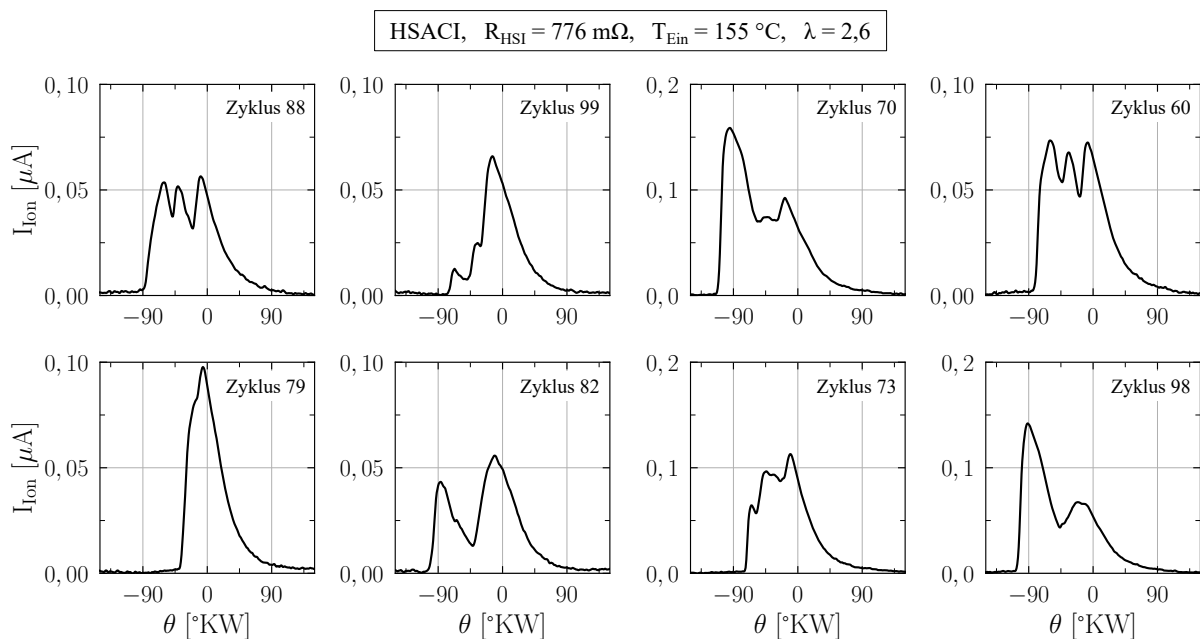 HSACI, R_HSI = 776 mΩ, T_Ein = 155 °C, λ = 2,6
I_Ion [µA]
0, 10
0, 05
0, 00
−90 0 90
Zyklus 88
0, 10
0, 05
0, 00
−90 0 90
Zyklus 99
0, 2
0, 1
0, 0
−90 0 90
Zyklus 70
0, 10
0, 05
0, 00
−90 0 90
Zyklus 60
I_Ion [µA]
0, 10
0, 05
0, 00
−90 0 90
θ [°KW]
Zyklus 79
0, 10
0, 05
0, 00
−90 0 90
θ [°KW]
Zyklus 82
0, 2
0, 1
0, 0
−90 0 90
θ [°KW]
Zyklus 73
0, 2
0, 1
0, 0
−90 0 90
θ [°KW]
Zyklus 98